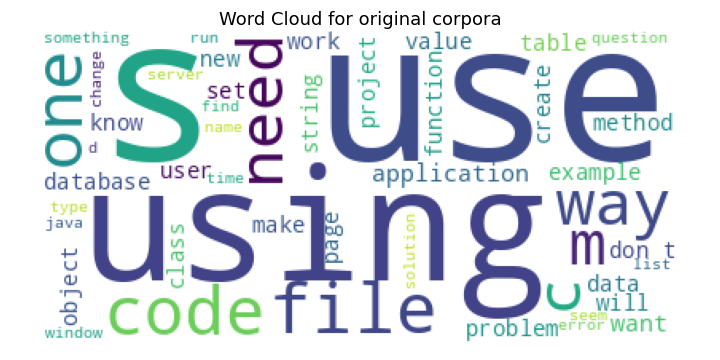 Word Cloud for original corpora
something
run
work
value
table
question
one
change
s
server
new
set
need
use
string
project
function
create
method
know
find
name
d
user
time
database
application
example
type
java
using
way
object
class
make
page
solution
m
don t
list
code
file
c
data
will
window
problem
seem
error
want